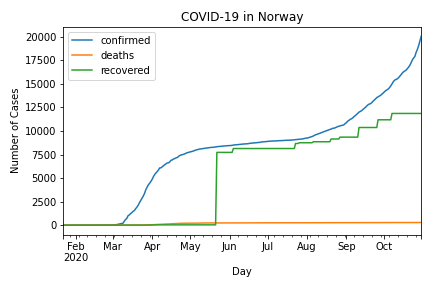 COVID-19 in Norway
confirmed
deaths
recovered
20000
17500
15000
12500
10000
7500
5000
2500
0
Number of Cases
Feb Mar Apr May Jun Jul Aug Sep Oct
2020
Day